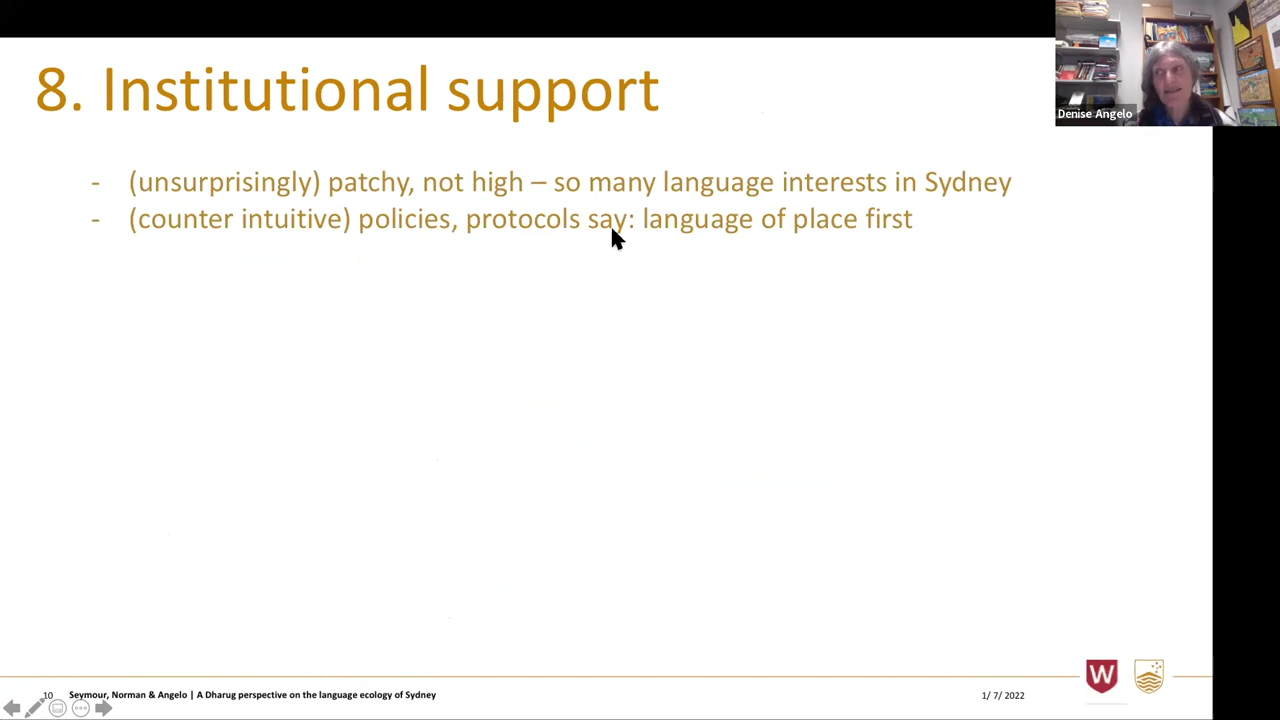 8. Institutional support
Denise Angelo
- (unsurprisingly) patchy, not high – so many language interests in Sydney
- (counter intuitive) policies, protocols say: language of place first
W
10 Seymour, Norman & Angelo | A Dharug perspective on the language ecology of Sydney 1/ 7/ 2022